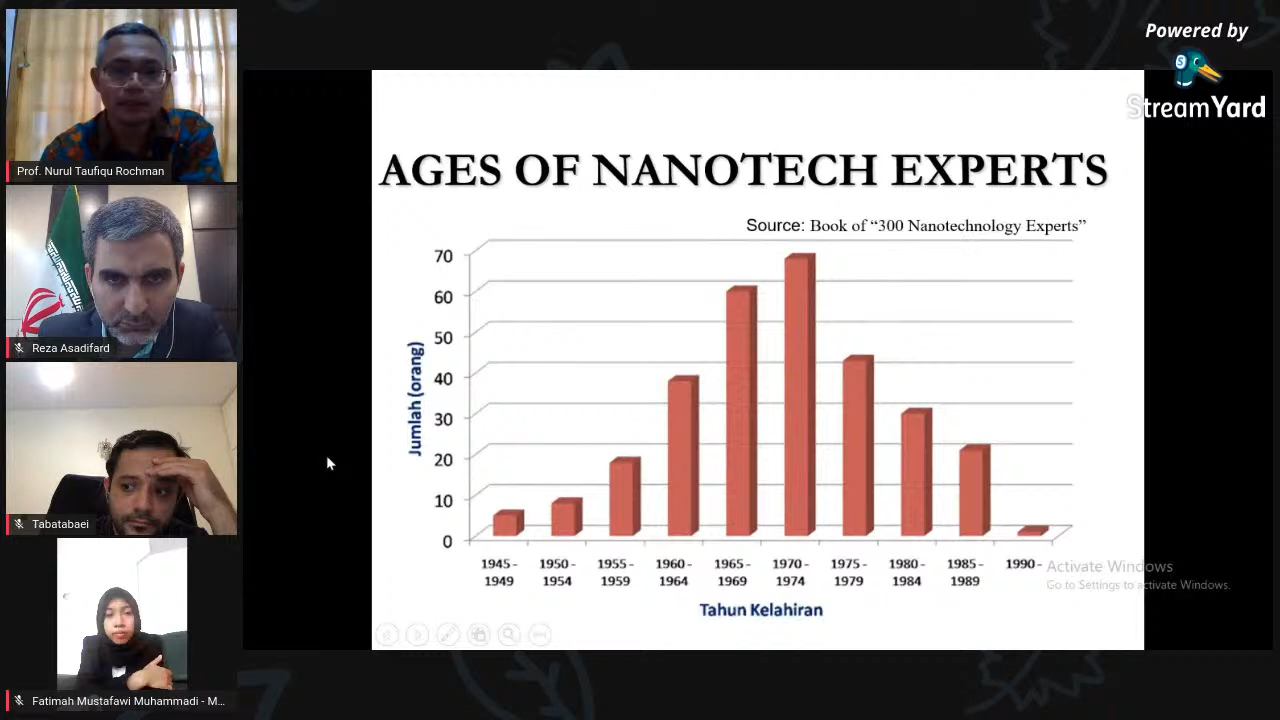 Powered by
StreamYard
Prof. Nurul Taufiqu Rochman
Reza Asadifard
Tabatabaei
Fatimah Mustafawi Muhammadi - M...
AGES OF NANOTECH EXPERTS
Source: Book of “300 Nanotechnology Experts”
Jumlah (orang)
70
60
50
40
30
20
10
0
1945 - 1950 - 1955 - 1960 - 1965 - 1970 - 1975 - 1980 - 1985 - 1990 -
1949 1954 1959 1964 1969 1974 1979 1984 1989
Tahun Kelahiran
Activate Windows
Go to Settings to activate Windows.